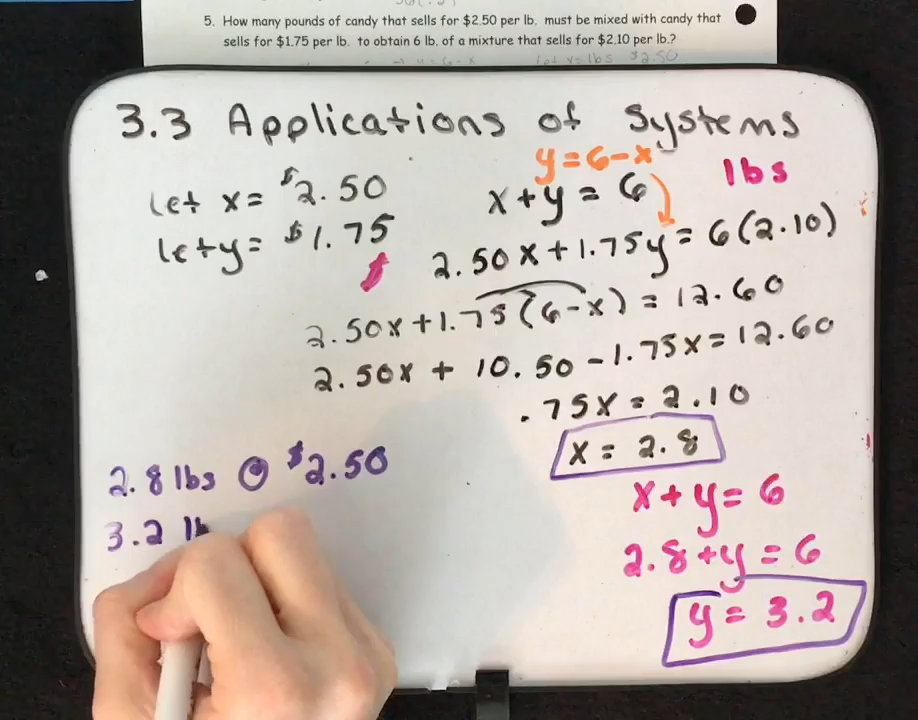 5. How many pounds of candy that sells for $2.50 per lb. must be mixed with candy that
sells for $1.75 per lb. to obtain 6 lb. of a mixture that sells for $2.10 per lb.?
3.3 Applications of Systems
y=6-x
lbs
let x= $2.50
x+y = 6
let y= $1.75
2.50x+1.75y = 6(2.10)
$
2.50x+1.75(6-x) = 12.60
2.50x + 10.50 -1.75x = 12.60
.75x = 2.10
x = 2.8
2.8 lbs @ $2.50
x+y=6
3.2 lb
2.8+y=6
y= 3.2